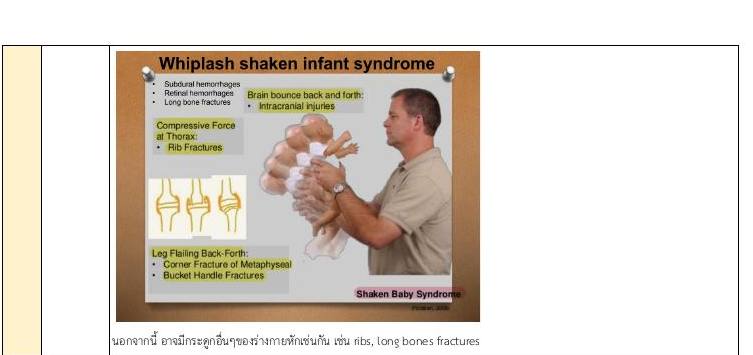 Whiplash shaken infant syndrome
• Subdural hemorrhages
• Retinal hemorrhages
• Long bone fractures
Brain bounce back and forth:
• Intracranial injuries
Compressive Force
at Thorax:
• Rib Fractures
Leg Flailing Back-Forth:
• Corner Fracture of Metaphyseal
• Bucket Handle Fractures
Shaken Baby Syndrome
นอกจากนี้ อาจมีกระดูกอื่นๆของร่างกายหักเช่นกัน เช่น ribs, long bones fractures